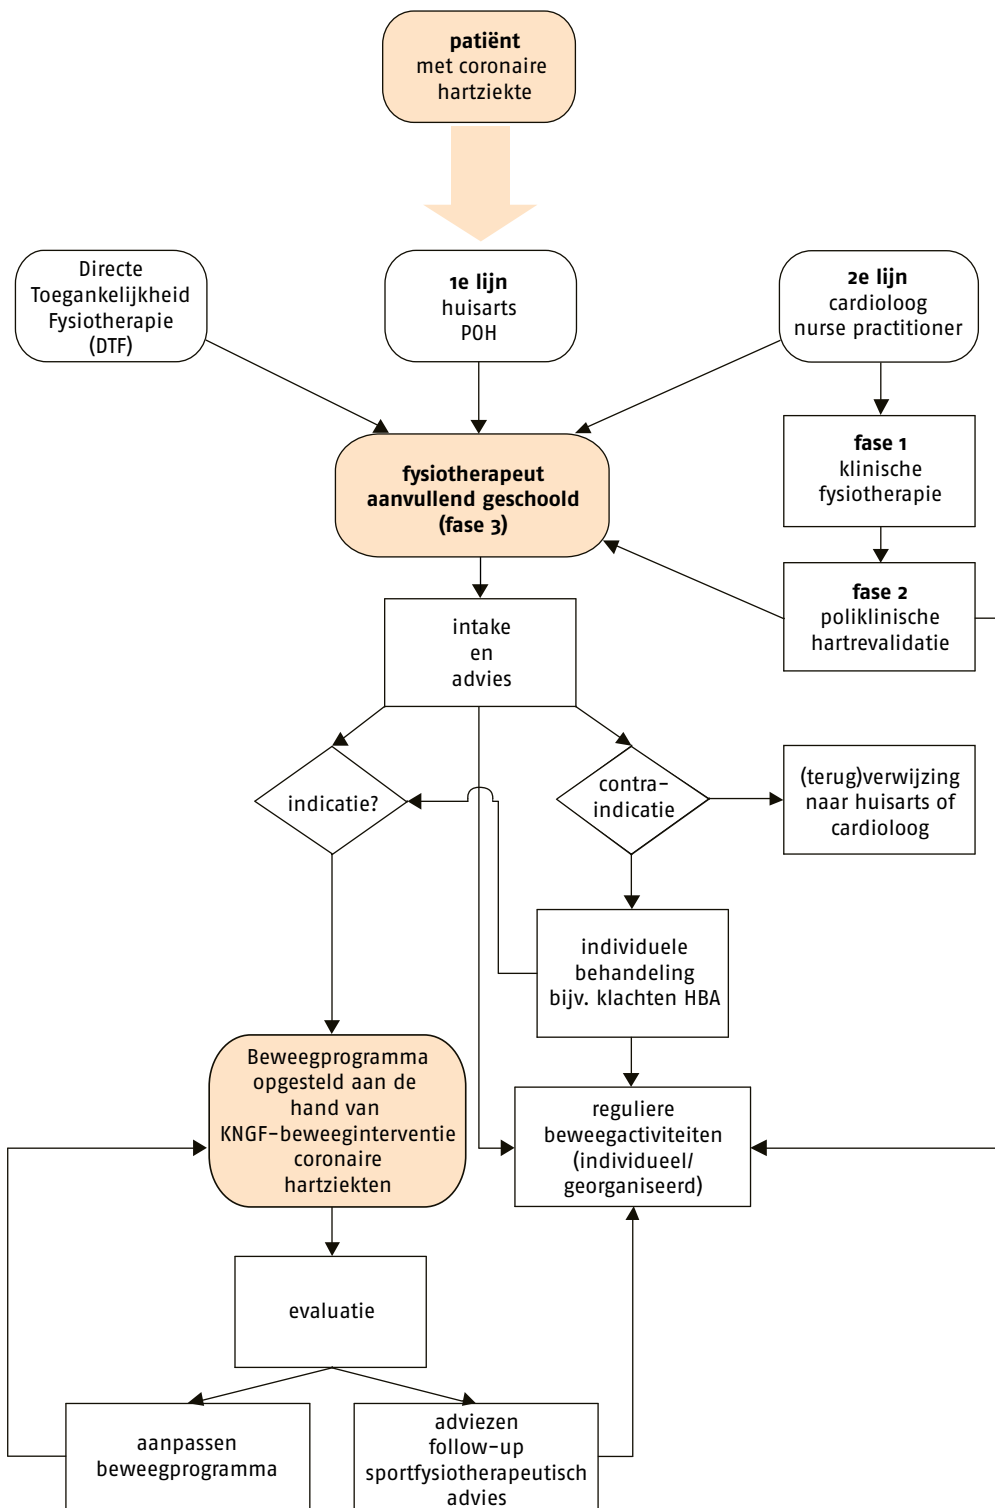 patiënt
met coronaire
hartziekte
Directe
Toegankelijkheid
Fysiotherapie
(DTF)
1e lijn
huisarts
POH
2e lijn
cardioloog
nurse practitioner
fysiotherapeut
aanvullend geschoold
(fase 3)
fase 1
klinische
fysiotherapie
fase 2
poliklinische
hartrevalidatie
intake
en
advies
indicatie?
contra-
indicatie
(terug)verwijzing
naar huisarts of
cardioloog
individuele
behandeling
bijv. klachten HBA
Beweegprogramma
opgesteld aan de
hand van
KNGF-beweeginterventie
coronaire
hartziekten
reguliere
beweegactiviteiten
(individueel/
georganiseerd)
evaluatie
aanpassen
beweegprogramma
adviezen
follow-up
sportfysiotherapeutisch
advies